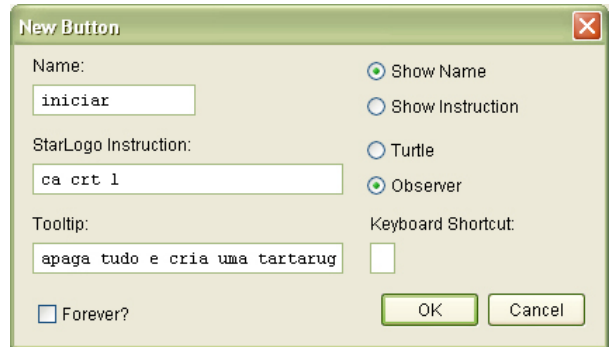 New Button
Name:
iniciar
Show Name
Show Instruction
StarLogo Instruction:
ca crt 1
Turtle
Observer
Tooltip:
apaga tudo e cria uma tartarug
Keyboard Shortcut:
Forever?
OK
Cancel